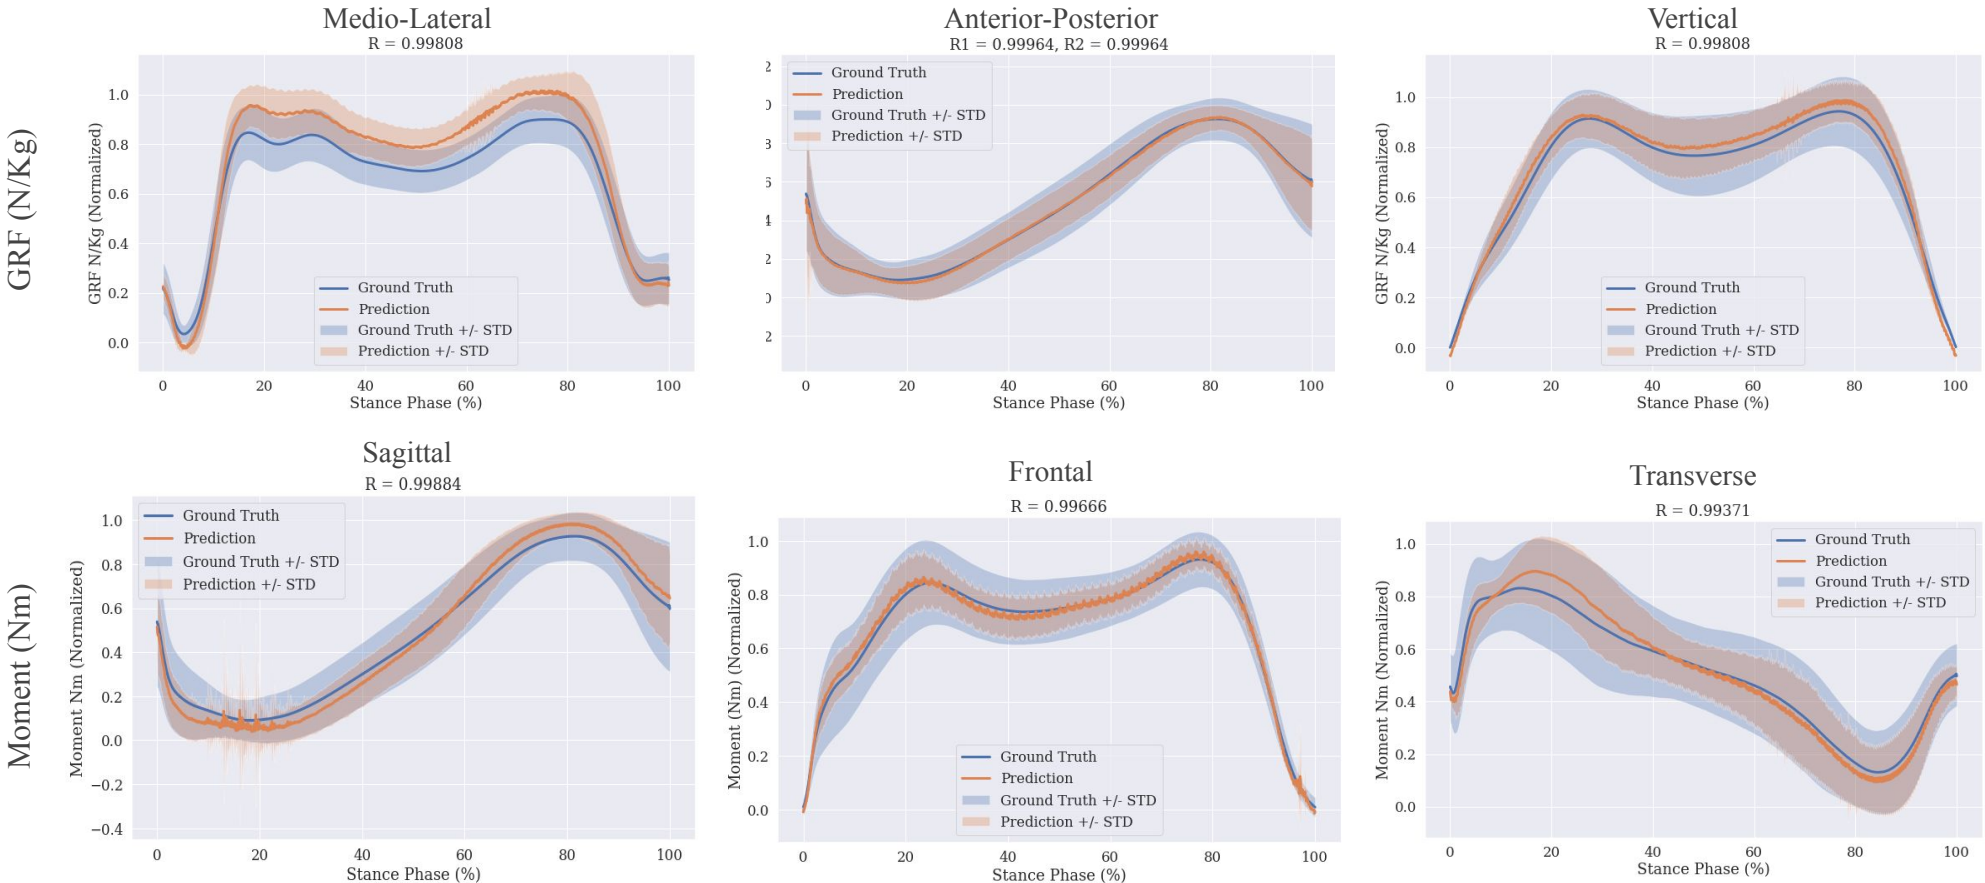 Medio-Lateral
R = 0.99808
GRF (N/Kg)
GRF N/Kg (Normalized)
1.0
0.8
0.6
0.4
0.2
0.0
Ground Truth
Prediction
Ground Truth +/- STD
Prediction +/- STD
0 20 40 60 80 100
Stance Phase (%)
Anterior-Posterior
R1 = 0.99964, R2 = 0.99964
2
0
8
6
4
2
0
2
Ground Truth
Prediction
Ground Truth +/- STD
Prediction +/- STD
0 20 40 60 80 100
Stance Phase (%)
Vertical
R = 0.99808
GRF N/Kg (Normalized)
1.0
0.8
0.6
0.4
0.2
0.0
Ground Truth
Prediction
Ground Truth +/- STD
Prediction +/- STD
0 20 40 60 80 100
Stance Phase (%)
Sagittal
R = 0.99884
Moment (Nm)
Moment Nm (Normalized)
1.0
0.8
0.6
0.4
0.2
0.0
−0.2
−0.4
Ground Truth
Prediction
Ground Truth +/- STD
Prediction +/- STD
0 20 40 60 80 100
Stance Phase (%)
Frontal
R = 0.99666
Moment (Nm) (Normalized)
1.0
0.8
0.6
0.4
0.2
0.0
Ground Truth
Prediction
Ground Truth +/- STD
Prediction +/- STD
0 20 40 60 80 100
Stance Phase (%)
Transverse
R = 0.99371
Moment Nm (Normalized)
1.0
0.8
0.6
0.4
0.2
0.0
Ground Truth
Prediction
Ground Truth +/- STD
Prediction +/- STD
0 20 40 60 80 100
Stance Phase (%)